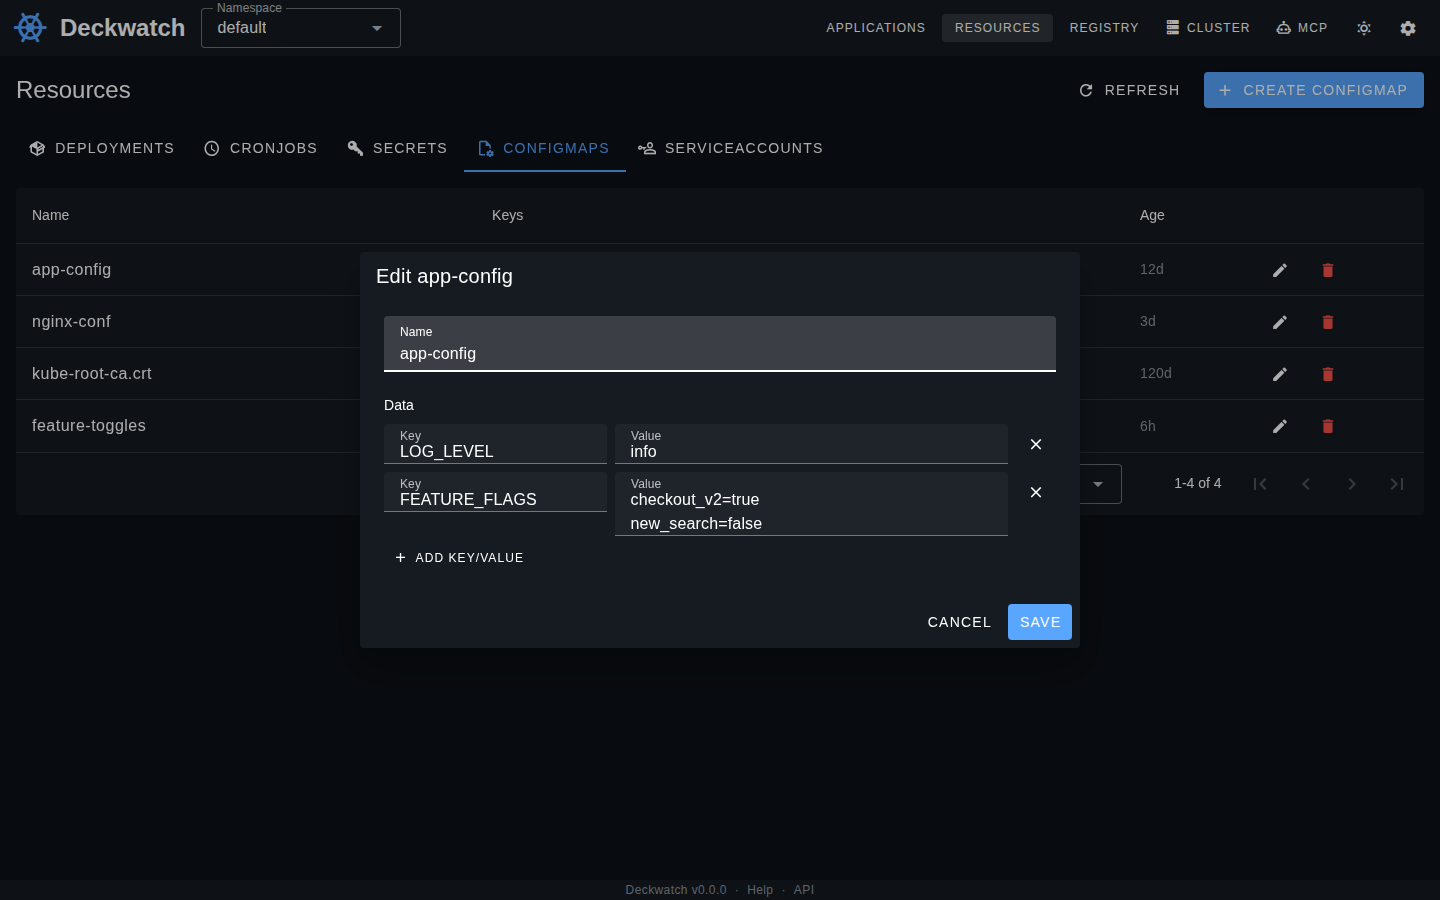 Deckwatch
Namespace
default
APPLICATIONS
RESOURCES
REGISTRY
CLUSTER
MCP
Resources
REFRESH
CREATE CONFIGMAP
DEPLOYMENTS
CRONJOBS
SECRETS
CONFIGMAPS
SERVICEACCOUNTS
Name
Keys
Age
app-config
12d
nginx-conf
3d
kube-root-ca.crt
120d
feature-toggles
6h
1-4 of 4
Edit app-config
Name
app-config
Data
Key
LOG_LEVEL
Value
info
Key
FEATURE_FLAGS
Value
checkout_v2=true
new_search=false
ADD KEY/VALUE
CANCEL
SAVE
Deckwatch v0.0.0 · Help · API